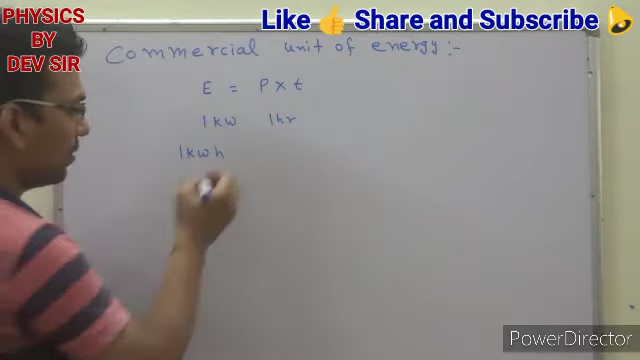 PHYSICS
BY
DEV SIR
Like 👍 Share and Subscribe 🔔
Commercial unit of energy :-
E = P x t
1 kw 1 hr
1 kwh
PowerDirector